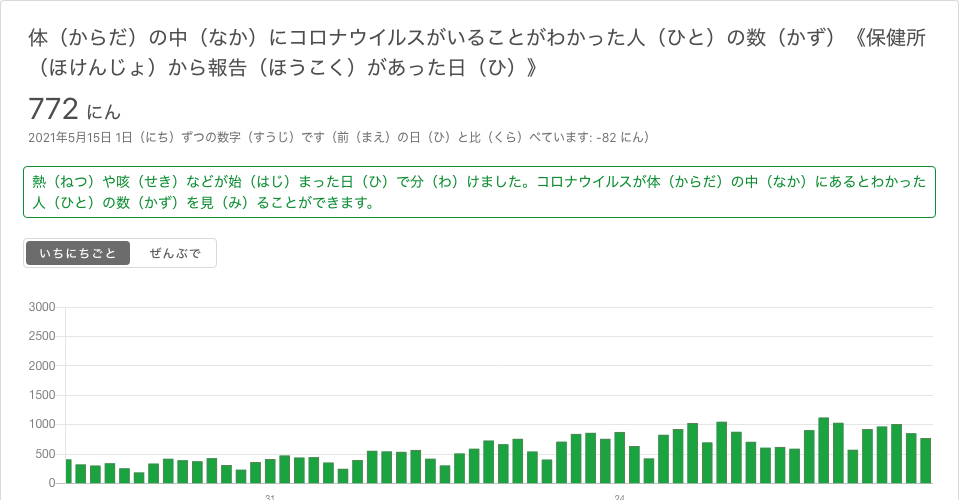 体（からだ）の中（なか）にコロナウイルスがいることがわかった人（ひと）の数（かず）《保健所
（ほけんじょ）から報告（ほうこく）があった日（ひ）》
772 にん
2021年5月15日 1日（にち）ずつの数字（すうじ）です（前（まえ）の日（ひ）と比（くら）べています: -82 にん）
熱（ねつ）や咳（せき）などが始（はじ）まった日（ひ）で分（わ）けました。コロナウイルスが体（からだ）の中（なか）にあるとわかった
人（ひと）の数（かず）を見（み）ることができます。
いちにちごと ぜんぶで
3000
2500
2000
1500
1000
500
0
31 24